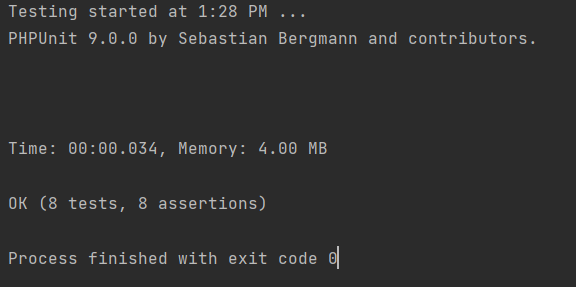 Testing started at 1:28 PM ...
PHPUnit 9.0.0 by Sebastian Bergmann and contributors.
Time: 00:00.034, Memory: 4.00 MB
OK (8 tests, 8 assertions)
Process finished with exit code 0